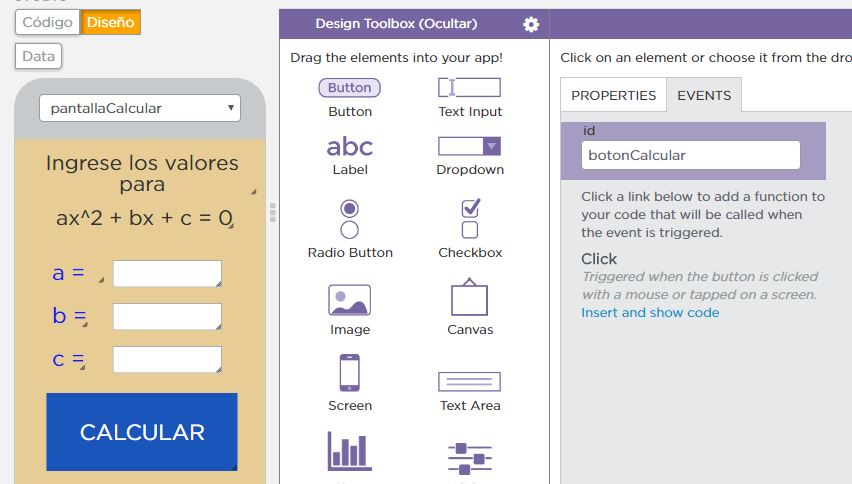 Código Diseño
Data
pantallaCalcular
Ingrese los valores
para
ax^2 + bx + c = 0
a =
b =
c =
CALCULAR
Design Toolbox (Ocultar)
Drag the elements into your app!
Button
Button
Text Input
abc
Label
Dropdown
Radio Button
Checkbox
Image
Canvas
Screen
Text Area
Click on an element or choose it from the dro
PROPERTIES EVENTS
id
botonCalcular
Click a link below to add a function to
your code that will be called when
the event is triggered.
Click
Triggered when the button is clicked
with a mouse or tapped on a screen.
Insert and show code